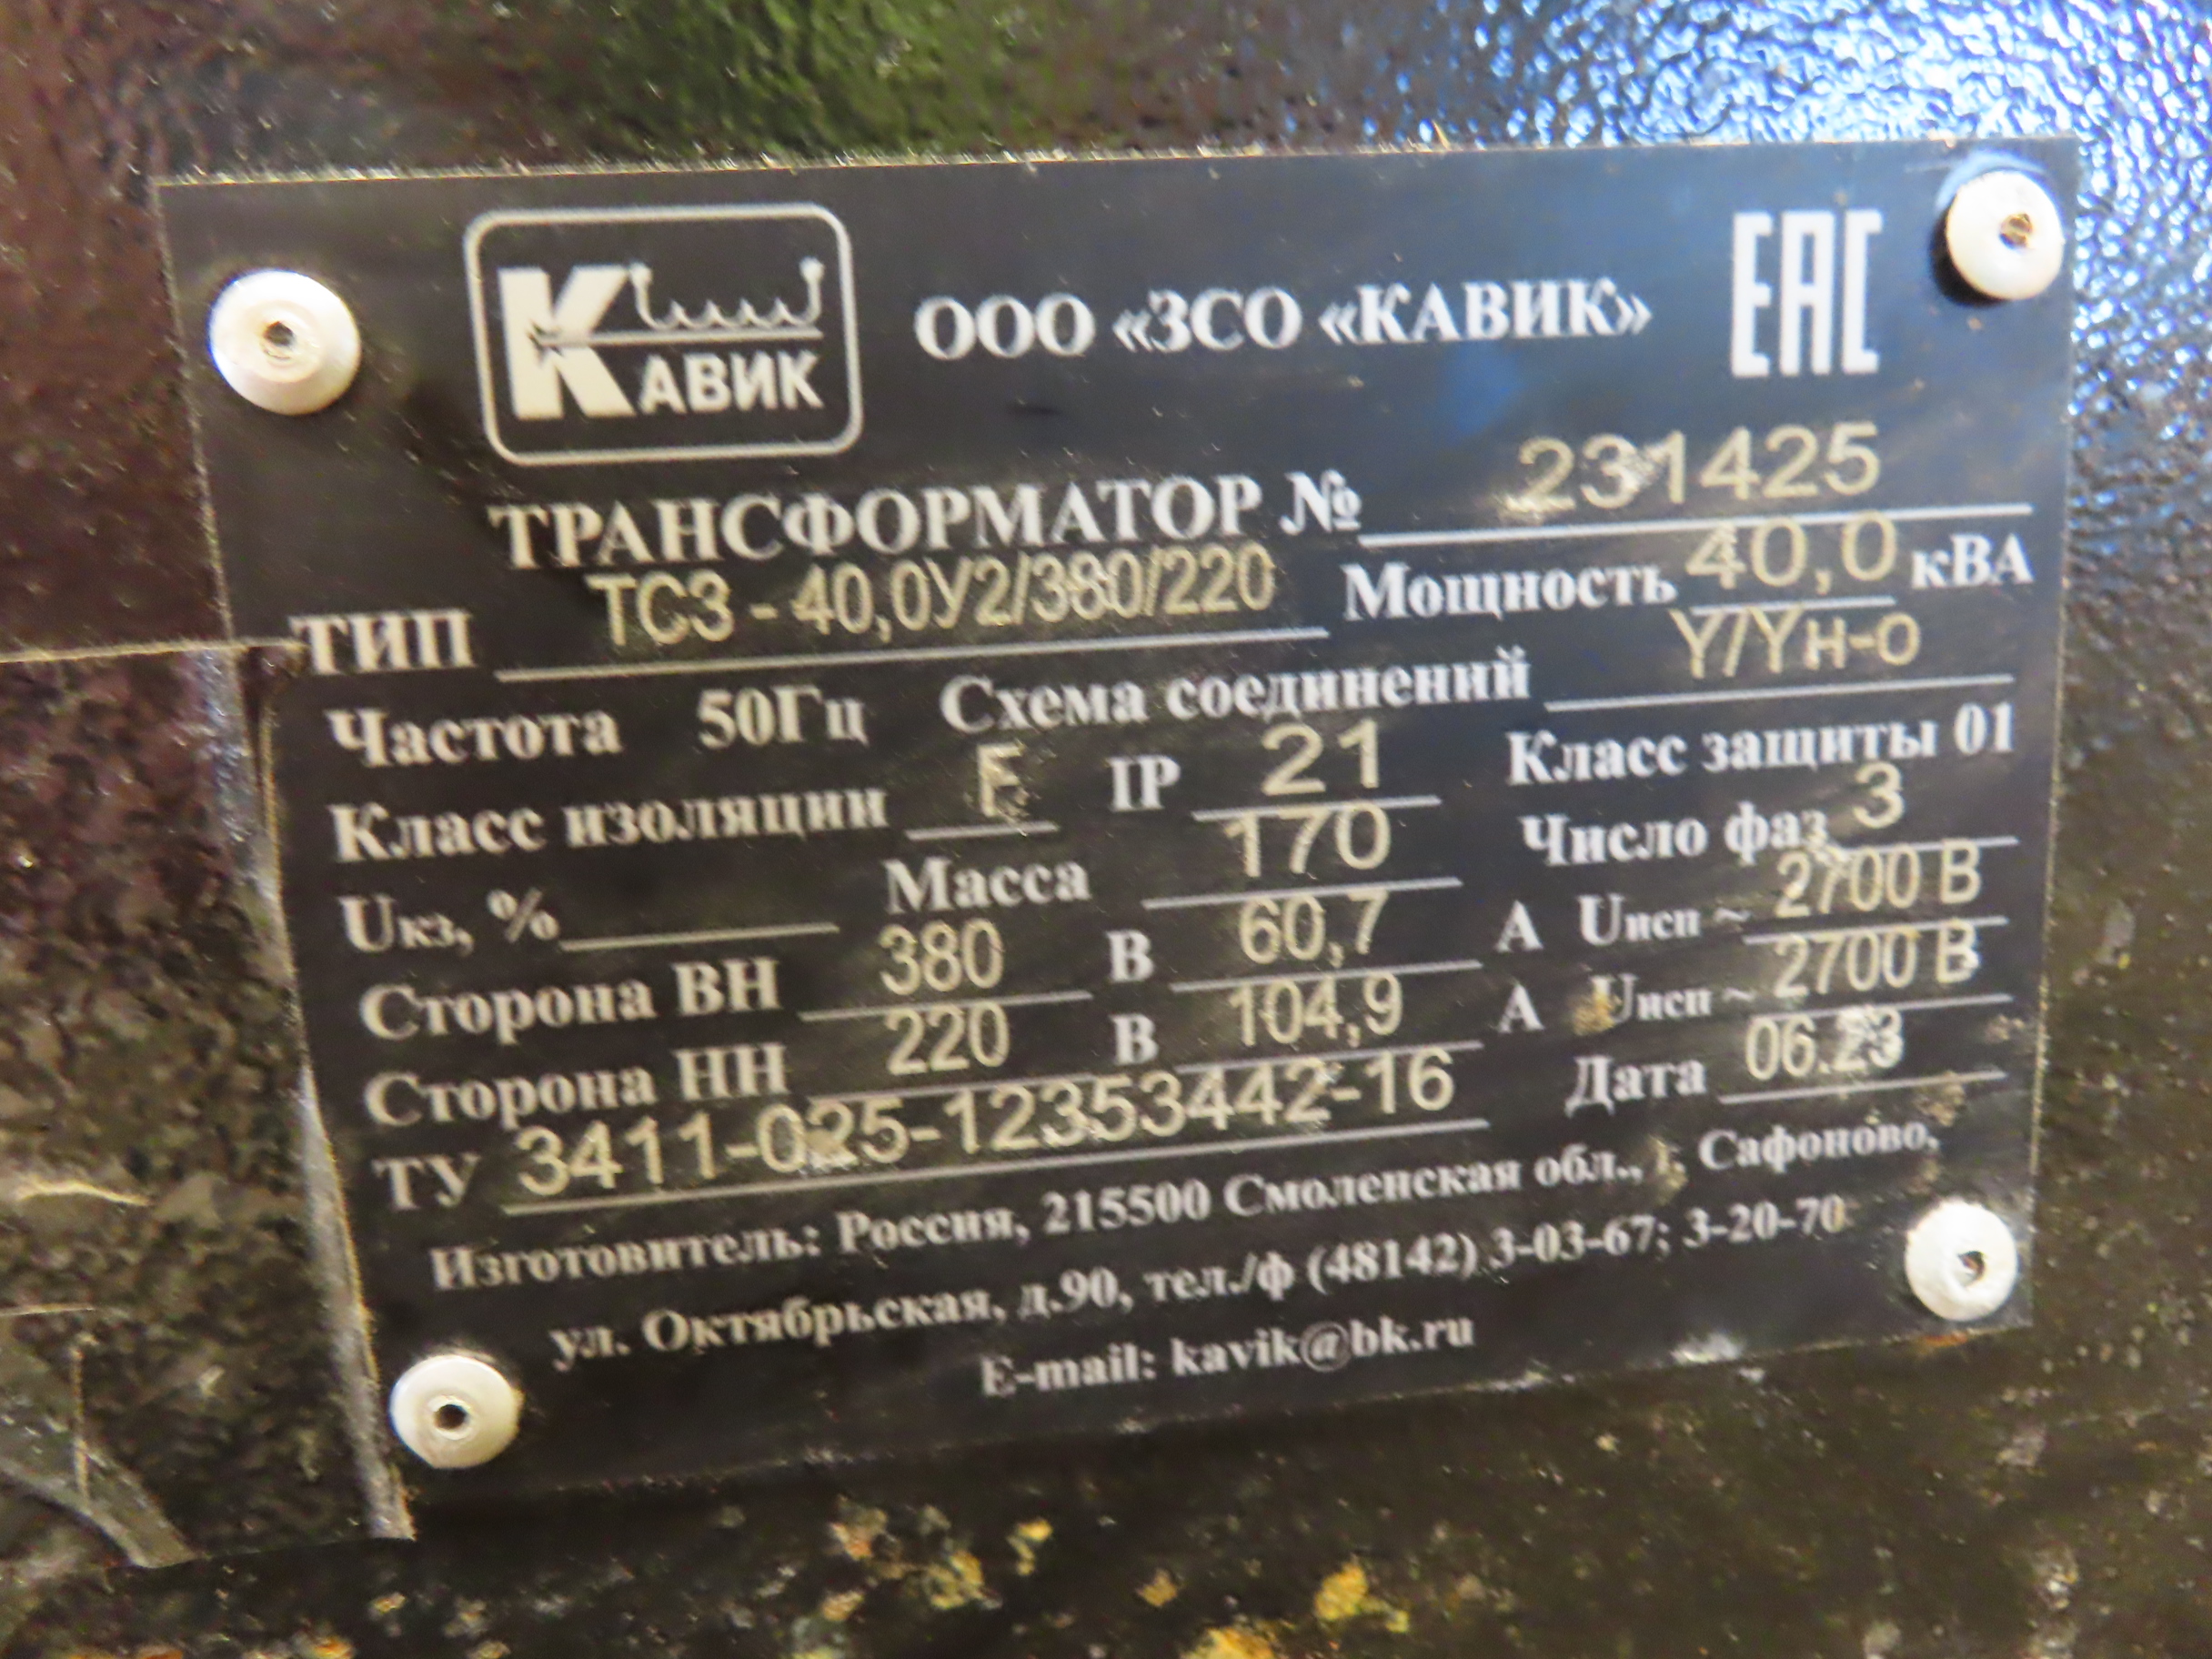 КАВИК ООО «ЗСО «КАВИК» ЕАС
ТРАНСФОРМАТОР № 231425
ТИП ТСЗ - 40,0У2/380/220 Мощность 40,0 кВА
Частота 50Гц Схема соединений Y/Yн-о
Класс изоляции F IP 21 Класс защиты 01
Uкз, % Масса 170 Число фаз 3
Сторона ВН 380 В 60,7 А Uисп ~ 2700 В
Сторона НН 220 В 104,9 А Uисп ~ 2700 В
ТУ 3411-025-12353442-16 Дата 06.23
Изготовитель: Россия, 215500 Смоленская обл., г. Сафоново,
ул. Октябрьская, д.90, тел./ф (48142) 3-03-67; 3-20-70
E-mail: kavik@bk.ru